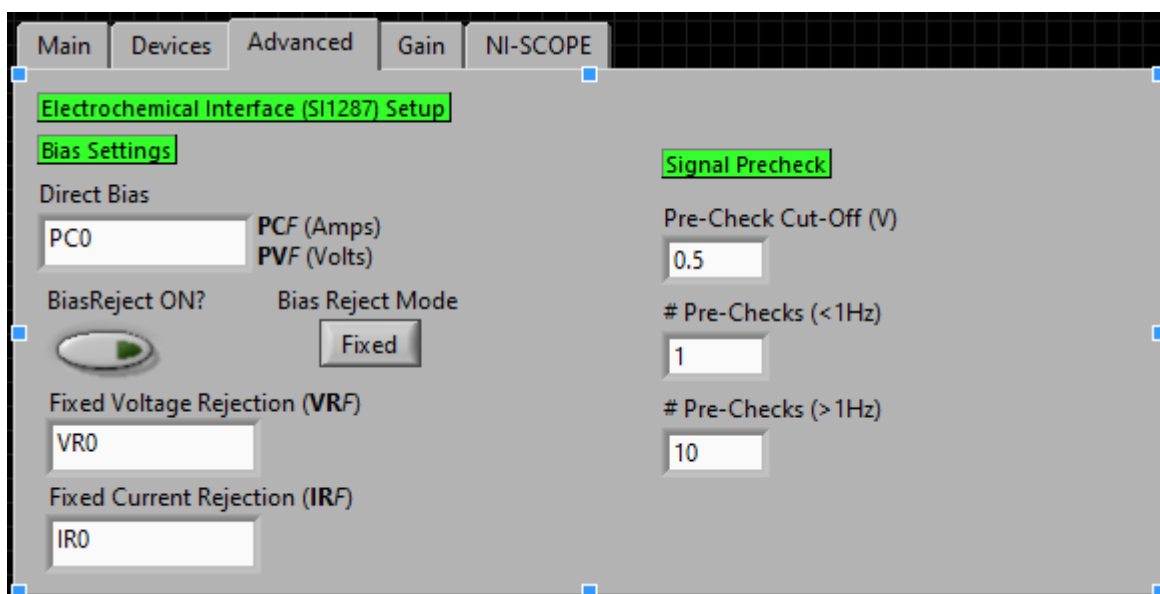 Main Devices Advanced Gain NI-SCOPE
Electrochemical Interface (SI1287) Setup
Bias Settings
Direct Bias
PC0
PCF (Amps)
PVF (Volts)
BiasReject ON?
Bias Reject Mode
Fixed
Fixed Voltage Rejection (VRF)
VR0
Fixed Current Rejection (IRF)
IR0
Signal Precheck
Pre-Check Cut-Off (V)
0.5
# Pre-Checks (<1Hz)
1
# Pre-Checks (>1Hz)
10